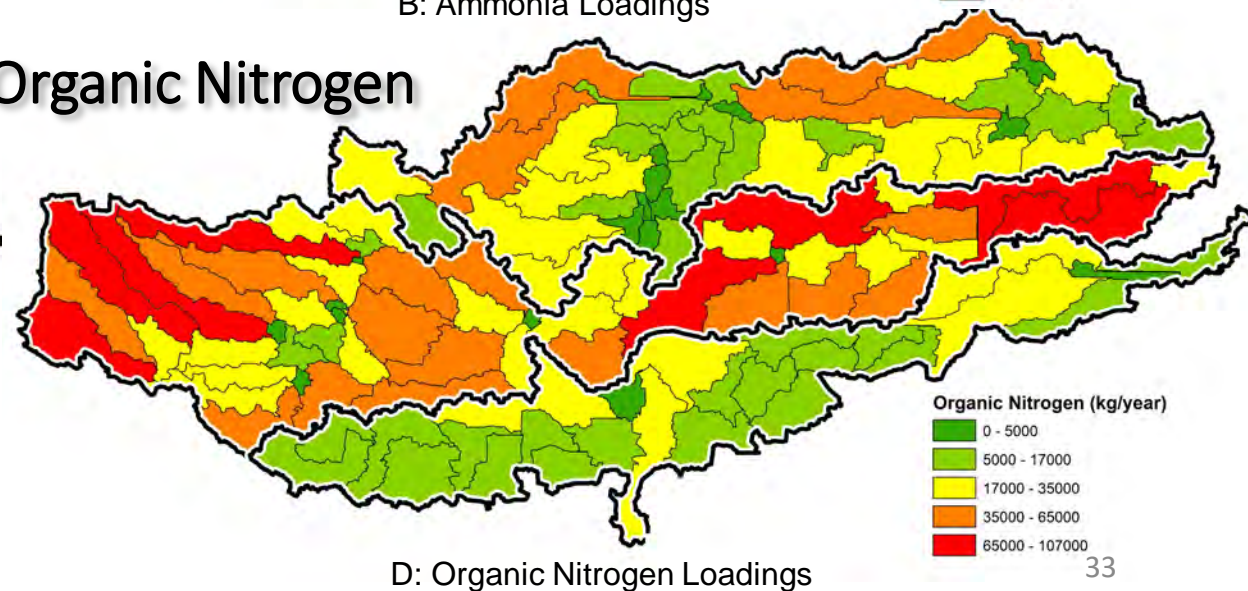 B: Ammonia Loadings
Organic Nitrogen
Organic Nitrogen (kg/year)
0 - 5000
5000 - 17000
17000 - 35000
35000 - 65000
65000 - 107000
D: Organic Nitrogen Loadings
33